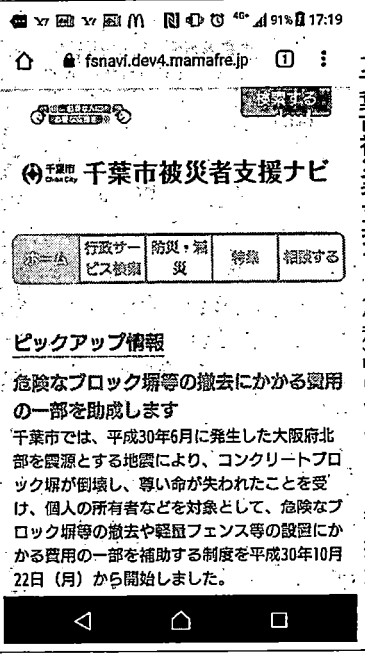 91% 17:19
fsnavi.dev4.mamafre.jp 1
検索する
千葉市
Chiba City
千葉市被災者支援ナビ
ホーム
行政サービス検索
防災・減災
特集
相談する
ピックアップ情報
危険なブロック塀等の撤去にかかる費用
の一部を助成します
千葉市では、平成30年6月に発生した大阪府北
部を震源とする地震により、コンクリートブロ
ック塀が倒壊し、尊い命が失われたことを受
け、個人の所有者などを対象として、危険なブ
ロック塀等の撤去や軽量フェンス等の設置にか
かる費用の一部を補助する制度を平成30年10月
22日（月）から開始しました。